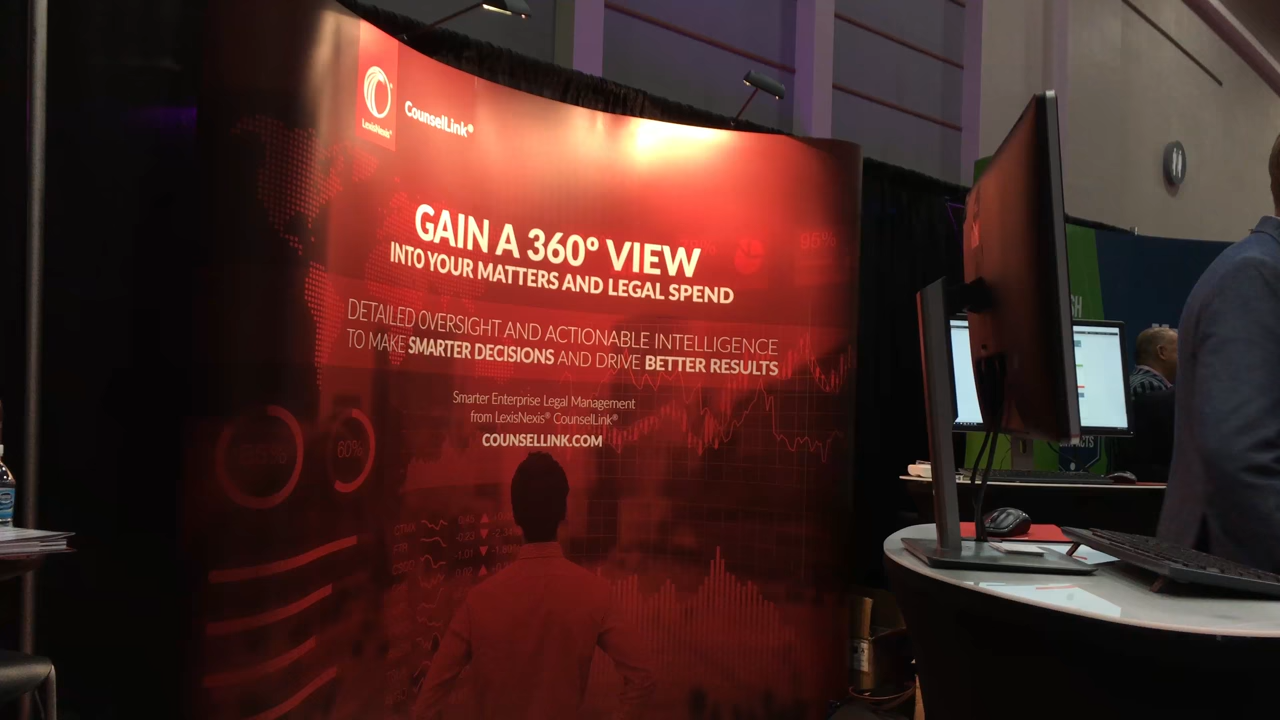 LexisNexis®
CounselLink®
GAIN A 360° VIEW
INTO YOUR MATTERS AND LEGAL SPEND
DETAILED OVERSIGHT AND ACTIONABLE INTELLIGENCE
TO MAKE SMARTER DECISIONS AND DRIVE BETTER RESULTS
Smarter Enterprise Legal Management
from LexisNexis® CounselLink®
COUNSELLINK.COM
95%
60%